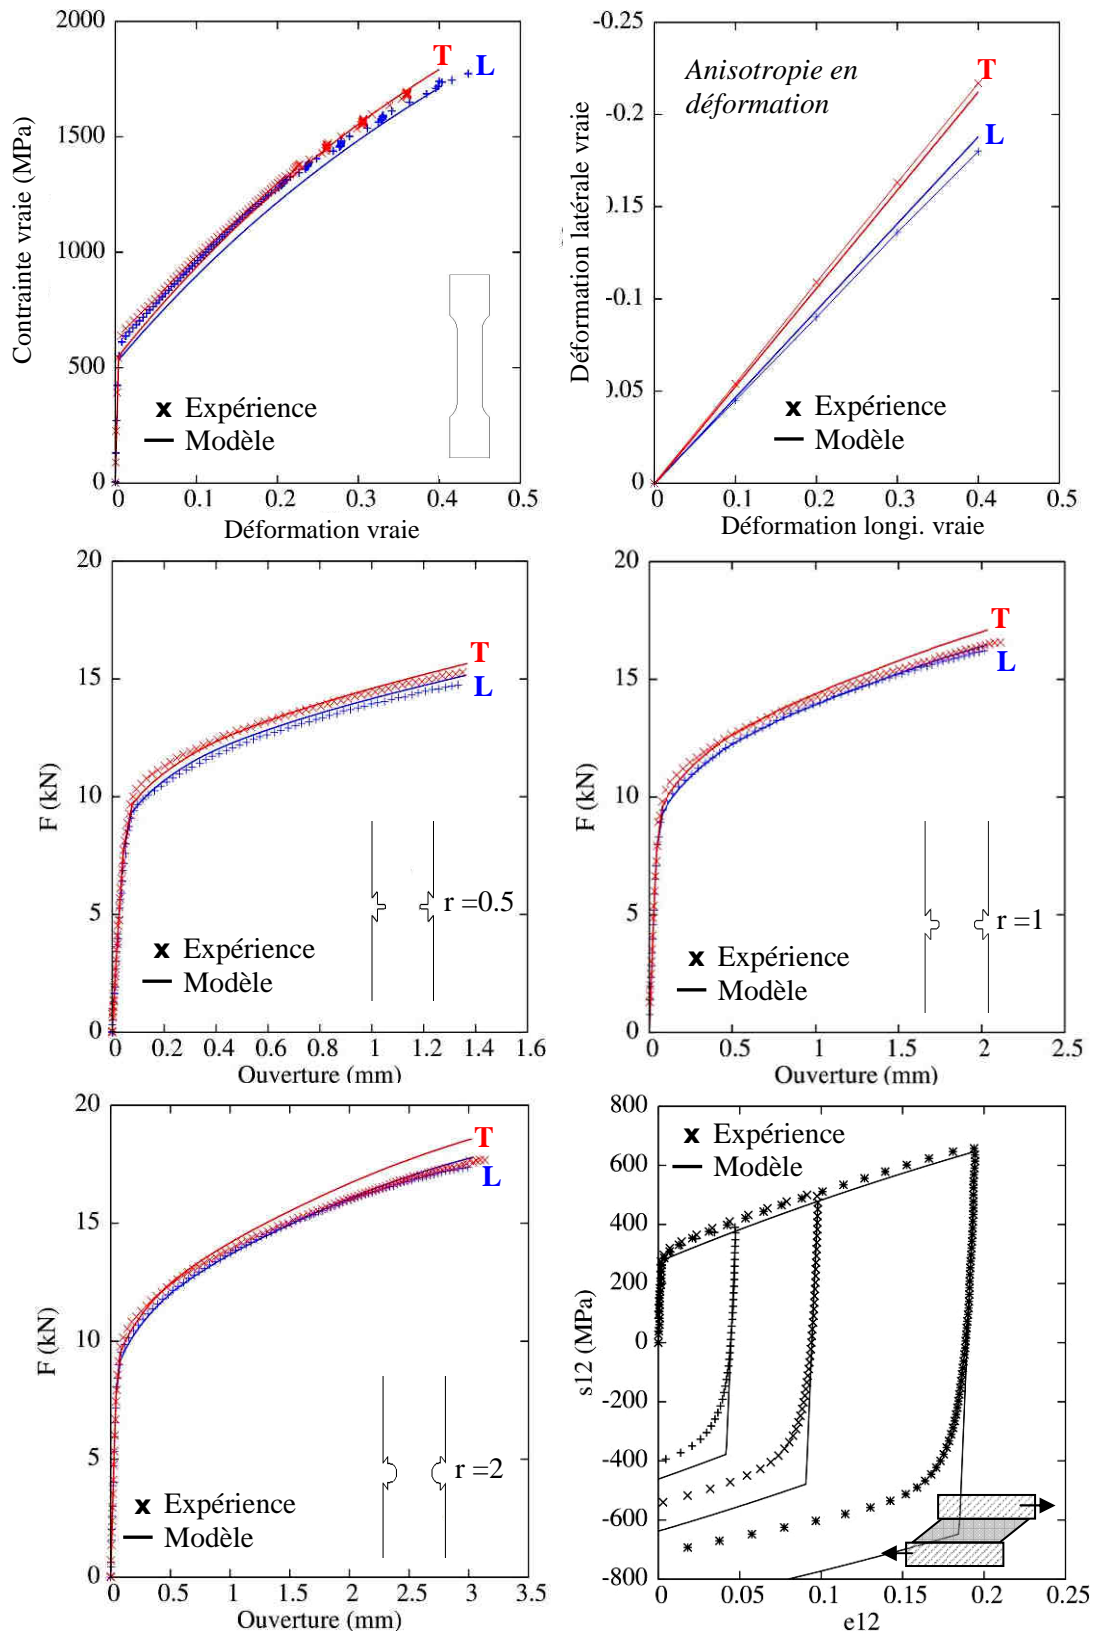 2000
1500
1000
500
0
Contrainte vraie (MPa)
T
L
x Expérience
— Modèle
0 0.1 0.2 0.3 0.4 0.5
Déformation vraie
-0.25
-0.2
0.15
-0.1
0.05
0
Déformation latérale vraie
Anisotropie en
déformation
T
L
x Expérience
— Modèle
0.1 0.2 0.3 0.4 0.5
Déformation longi. vraie
20
15
10
5
0
F (kN)
T
L
r =0.5
x Expérience
— Modèle
0 0.2 0.4 0.6 0.8 1 1.2 1.4 1.6
Ouverture (mm)
20
15
10
5
0
F (kN)
T
L
r =1
x Expérience
— Modèle
0 0.5 1 1.5 2 2.5
Ouverture (mm)
20
15
10
5
0
F (kN)
T
L
r =2
x Expérience
— Modèle
0 0.5 1 1.5 2 2.5 3 3.5
Ouverture (mm)
800
600
400
200
0
-200
-400
-600
-800
s12 (MPa)
x Expérience
— Modèle
0 0.05 0.1 0.15 0.2 0.25
e12